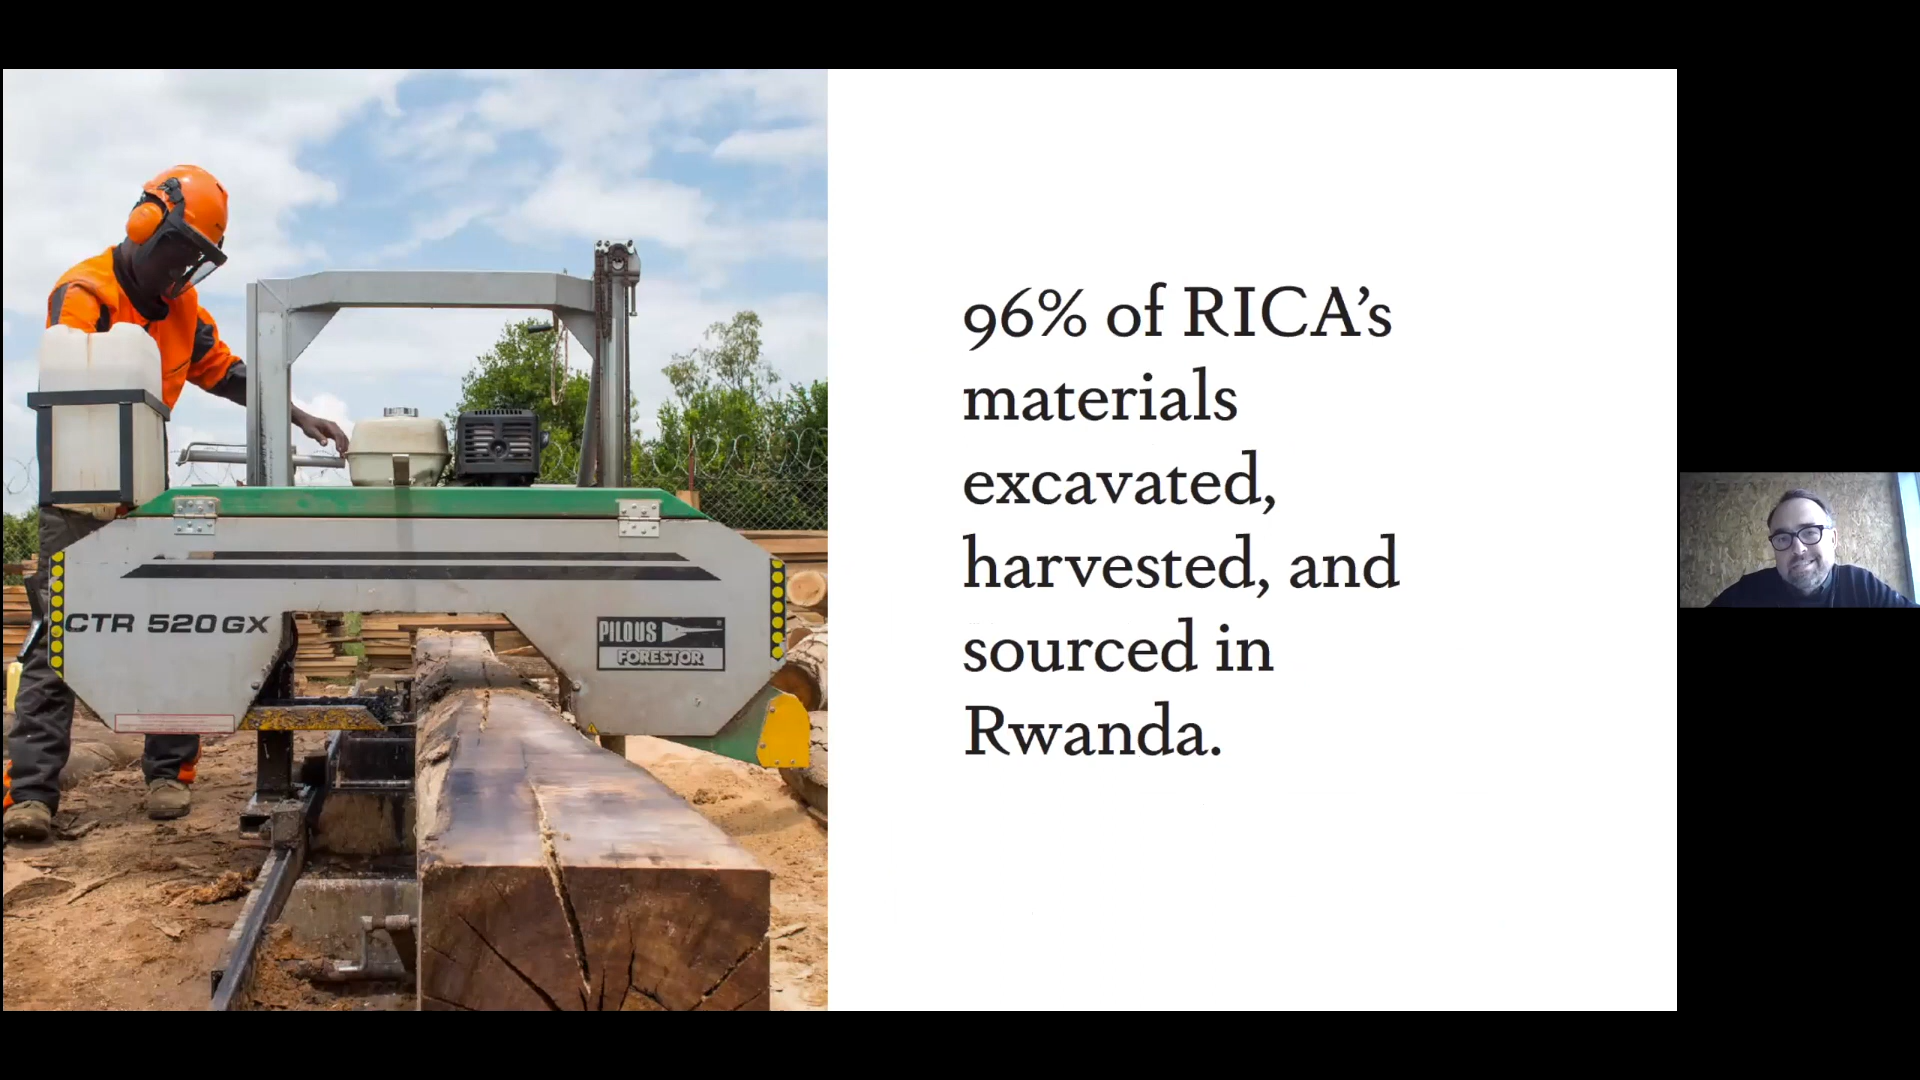 96% of RICA’s
materials
excavated,
harvested, and
sourced in
Rwanda.
CTR 520GX
PILOUS
FORESTOR